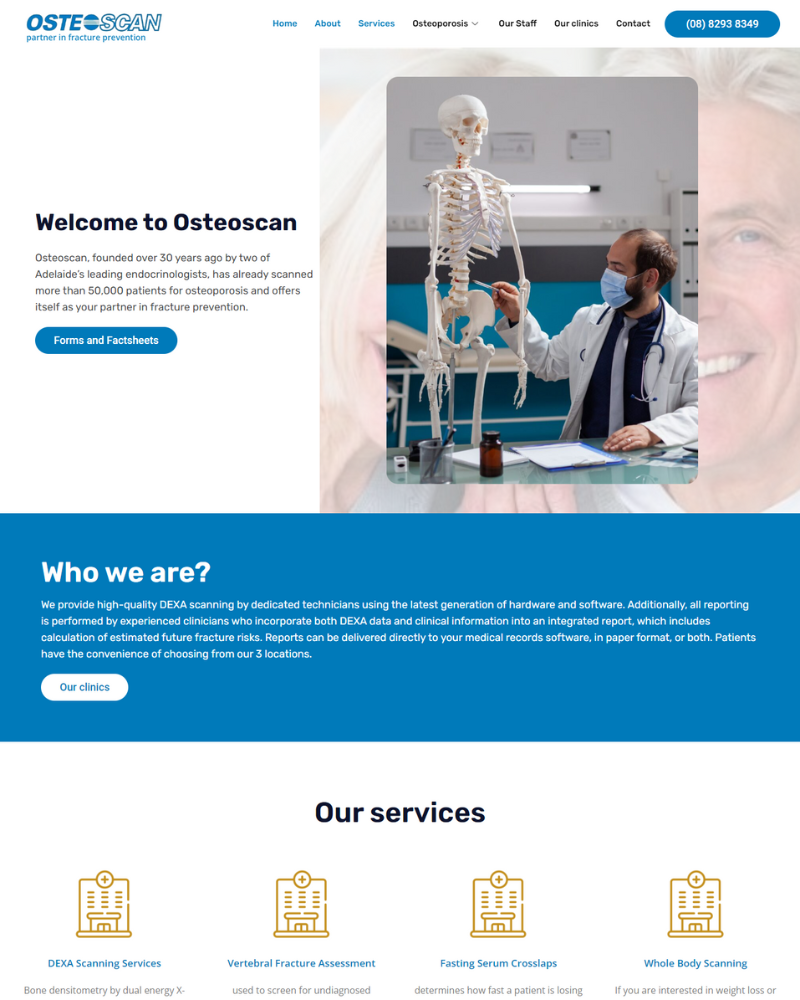 OSTEOSCAN
partner in fracture prevention
Home About Services Osteoporosis Our Staff Our clinics Contact (08) 8293 8349
Welcome to Osteoscan
Osteoscan, founded over 30 years ago by two of
Adelaide's leading endocrinologists, has already scanned
more than 50,000 patients for osteoporosis and offers
itself as your partner in fracture prevention.
Forms and Factsheets
Who we are?
We provide high-quality DEXA scanning by dedicated technicians using the latest generation of hardware and software. Additionally, all reporting
is performed by experienced clinicians who incorporate both DEXA data and clinical information into an integrated report, which includes
calculation of estimated future fracture risks. Reports can be delivered directly to your medical records software, in paper format, or both. Patients
have the convenience of choosing from our 3 locations.
Our clinics
Our services
DEXA Scanning Services Vertebral Fracture Assessment Fasting Serum Crosslaps Whole Body Scanning
Bone densitometry by dual energy X- used to screen for undiagnosed determines how fast a patient is losing If you are interested in weight loss or